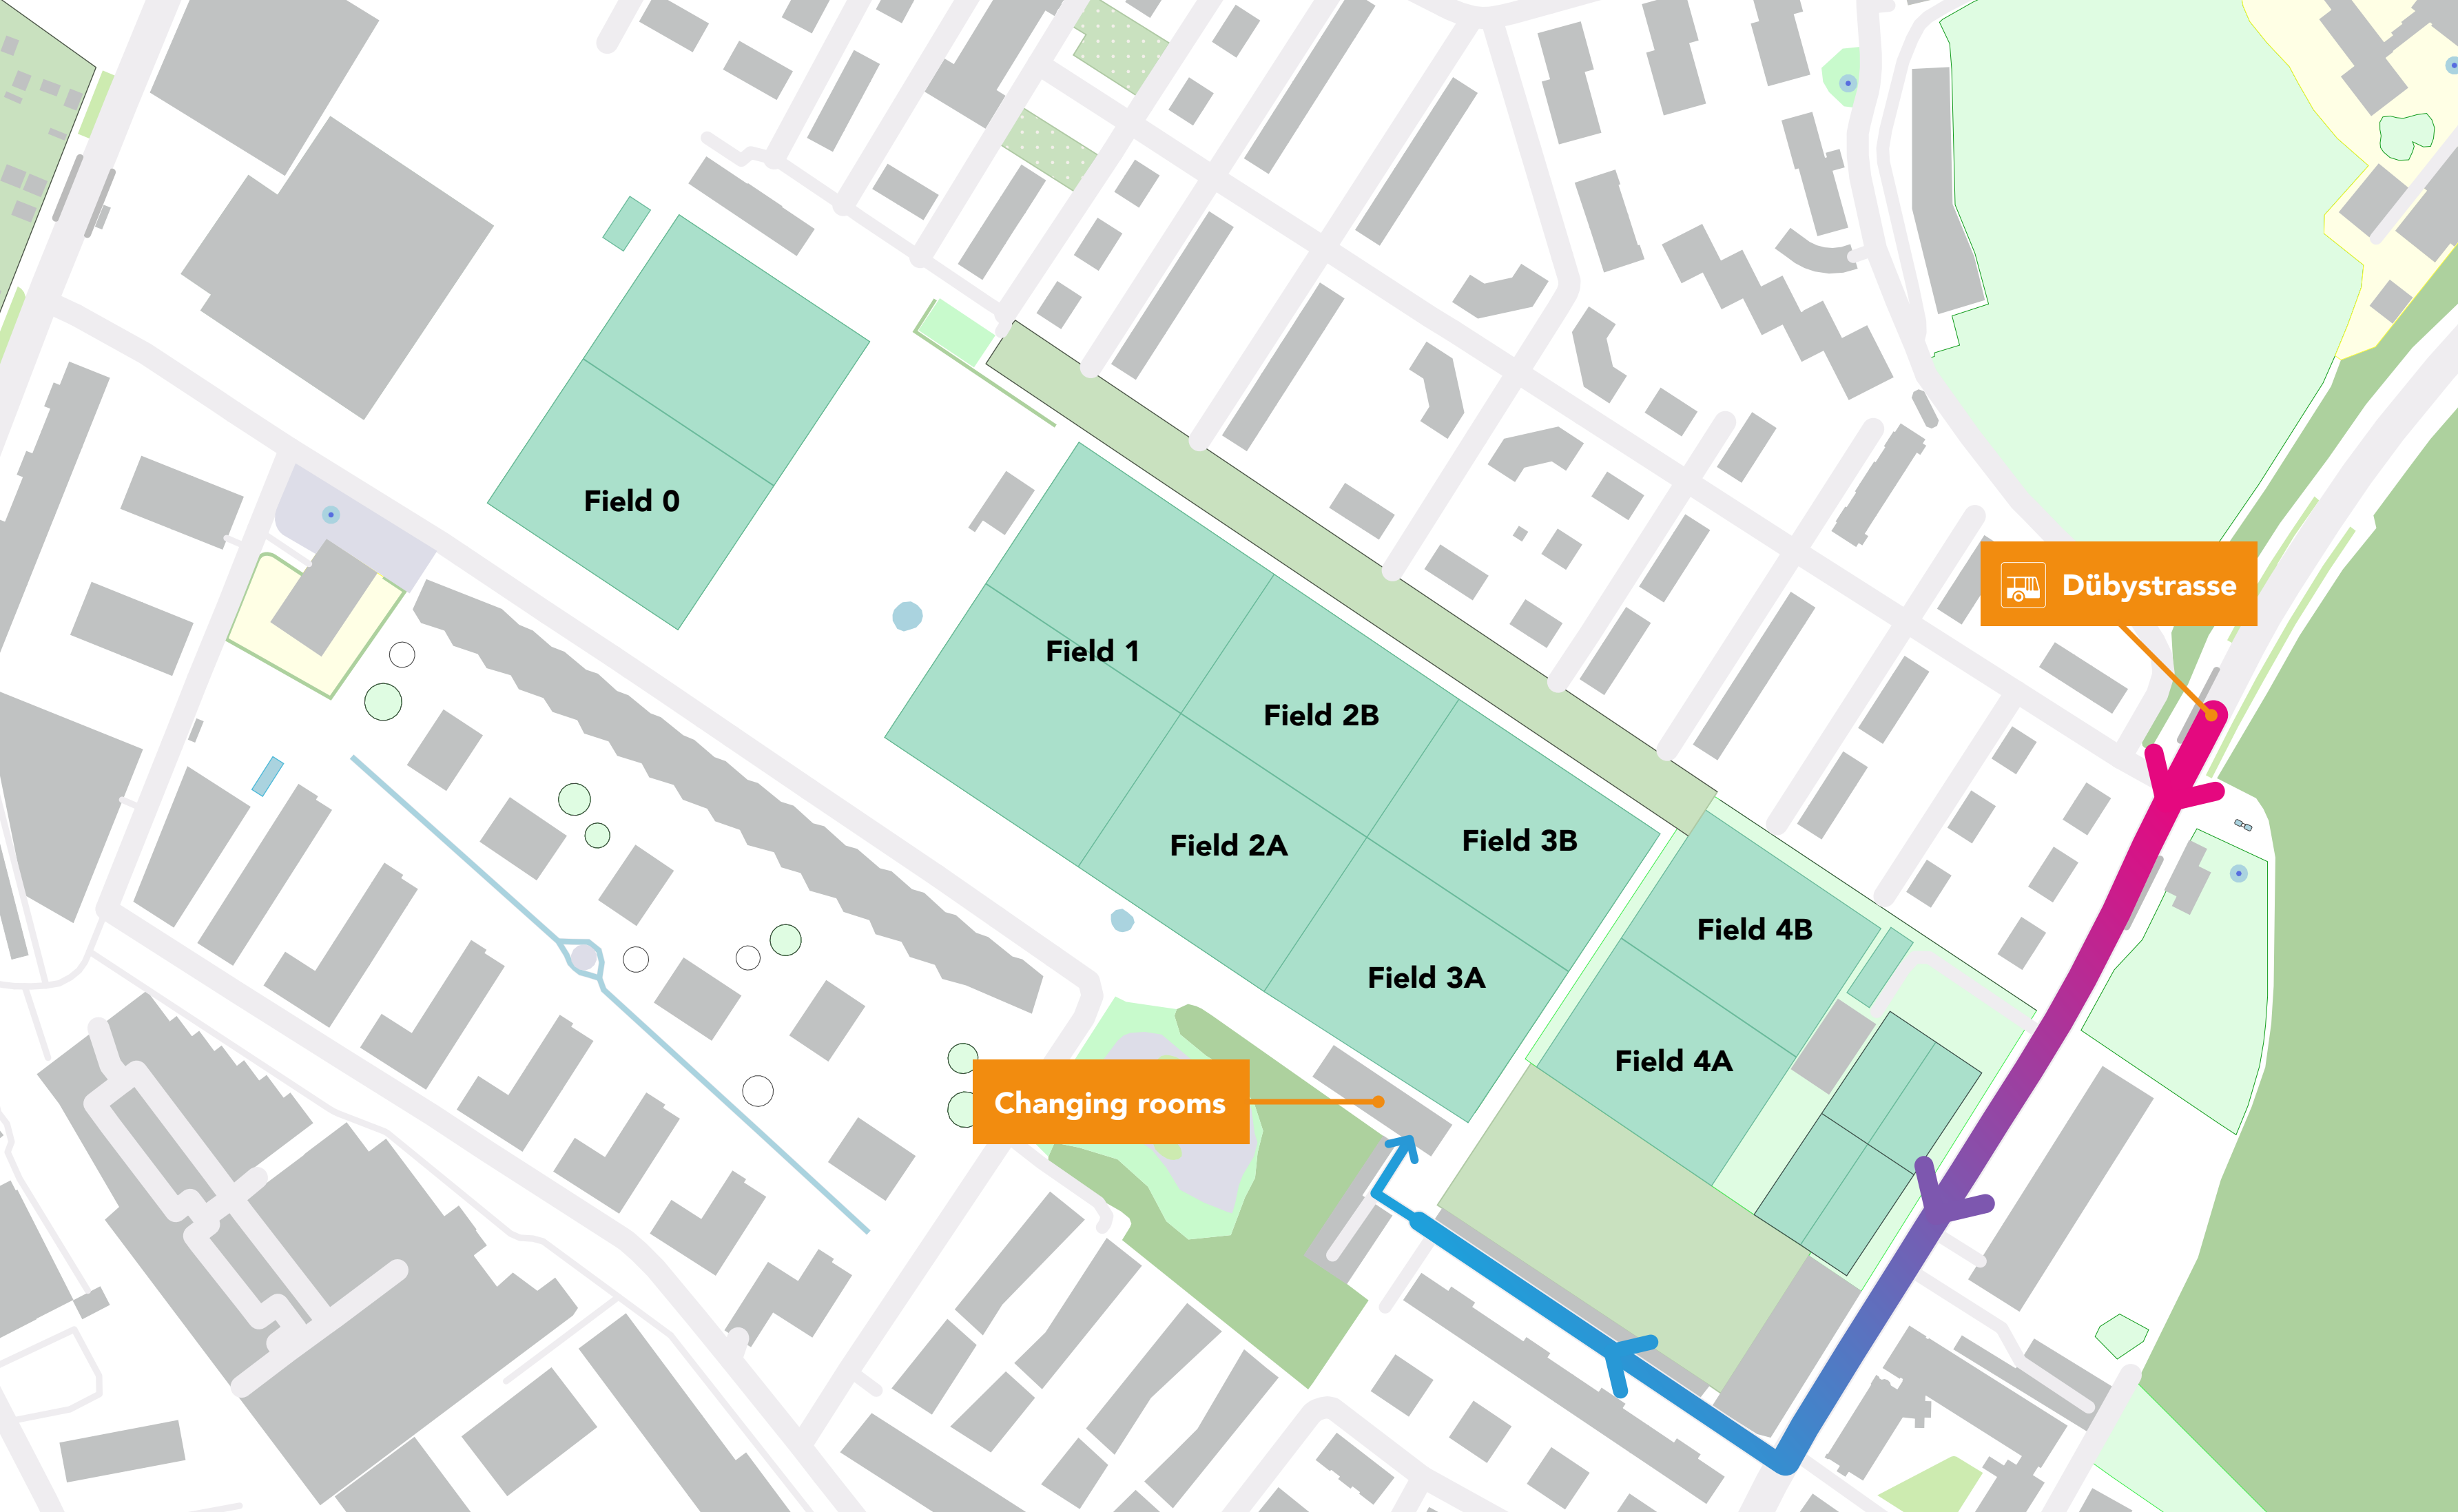 Field 0
Dübystrasse
Field 1
Field 2B
Field 2A
Field 3B
Field 4B
Field 3A
Field 4A
Changing rooms